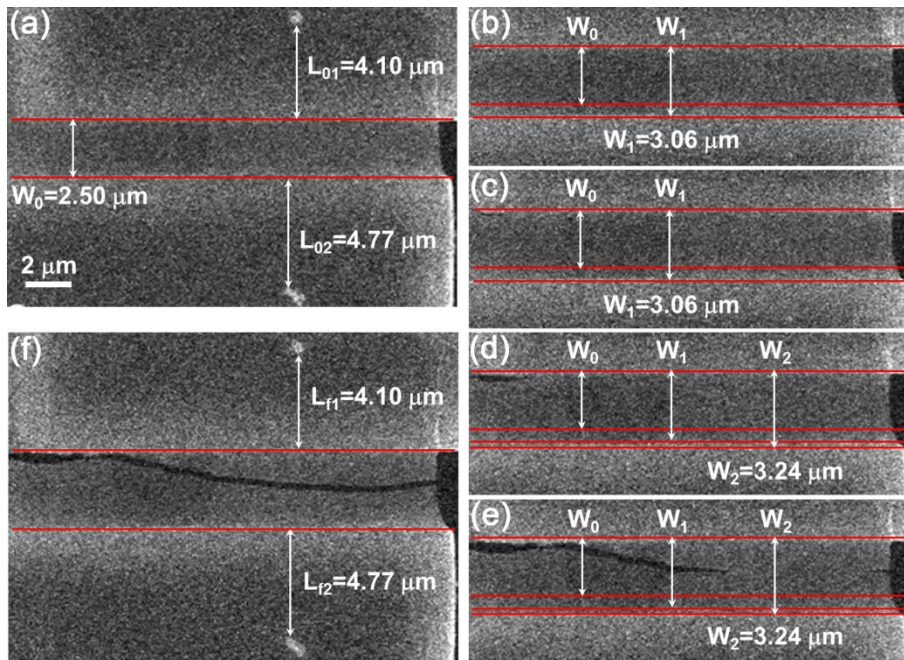 (a)
L01=4.10 μm
W0=2.50 μm
L02=4.77 μm
2 μm
(b)
W0 W1
W1=3.06 μm
(c)
W0 W1
W1=3.06 μm
(d)
W0 W1 W2
W2=3.24 μm
(e)
W0 W1 W2
W2=3.24 μm
(f)
Lf1=4.10 μm
Lf2=4.77 μm